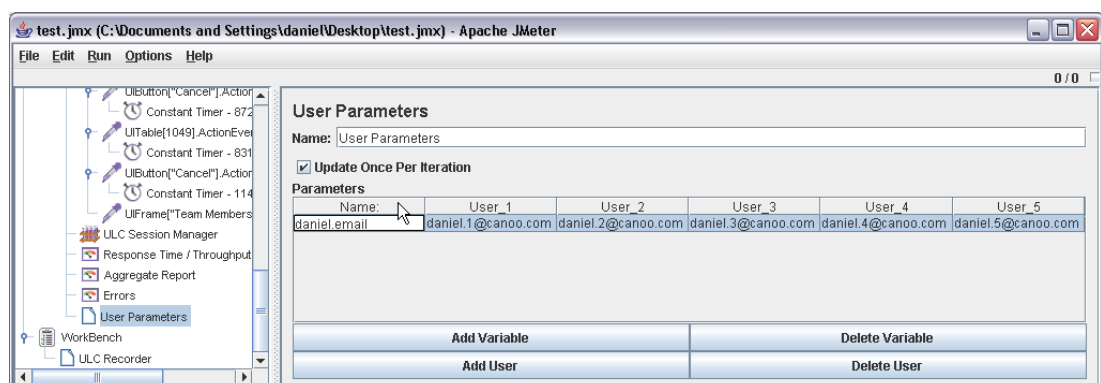 test.jmx (C:\Documents and Settings\daniel\Desktop\test.jmx) - Apache JMeter
File Edit Run Options Help
0 / 0
UIButton["Cancel"].Action
Constant Timer - 872
UITable[1049].ActionEve
Constant Timer - 831
UIButton["Cancel"].Action
Constant Timer - 114
UIFrame["Team Members
ULC Session Manager
Response Time / Throughput
Aggregate Report
Errors
User Parameters
WorkBench
ULC Recorder
User Parameters
Name: User Parameters
Update Once Per Iteration
Parameters
Name: User_1 User_2 User_3 User_4 User_5
daniel.email daniel.1@canoo.com daniel.2@canoo.com daniel.3@canoo.com daniel.4@canoo.com daniel.5@canoo.com
Add Variable Delete Variable
Add User Delete User